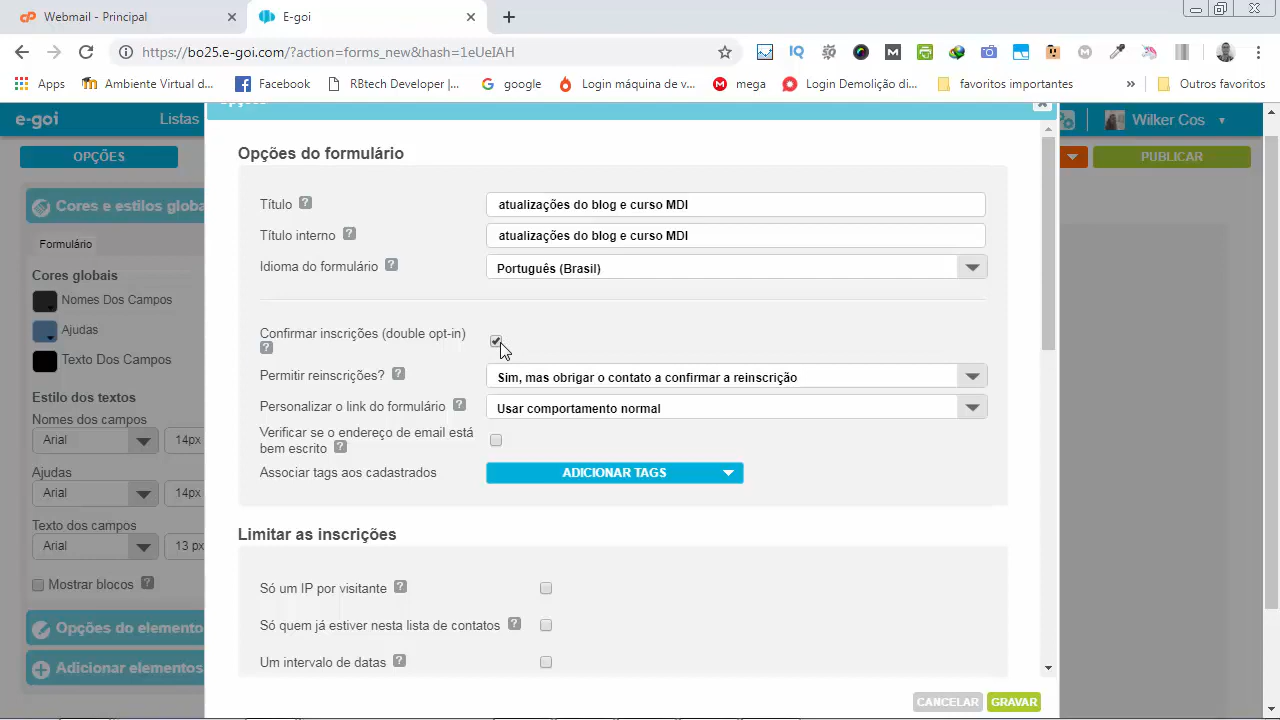 Webmail - Principal
E-goi
https://bo25.e-goi.com/?action=forms_new&hash=1eUeIAH
Apps
Ambiente Virtual d...
Facebook
RBtech Developer |...
google
Login máquina de v...
mega
Login Demolição di...
favoritos importantes
Outros favoritos
e-goi
Listas
Wilker Cos
OPÇÕES
PUBLICAR
Opções do formulário
Título
atualizações do blog e curso MDI
Título interno
atualizações do blog e curso MDI
Idioma do formulário
Português (Brasil)
Confirmar inscrições (double opt-in)
Permitir reinscrições?
Sim, mas obrigar o contato a confirmar a reinscrição
Personalizar o link do formulário
Usar comportamento normal
Verificar se o endereço de email está
bem escrito
Associar tags aos cadastrados
ADICIONAR TAGS
Limitar as inscrições
Só um IP por visitante
Só quem já estiver nesta lista de contatos
Um intervalo de datas
CANCELAR
GRAVAR
Cores e estilos globa
Formulário
Cores globais
Nomes Dos Campos
Ajudas
Texto Dos Campos
Estilo dos textos
Nomes dos campos
Arial
14px
Ajudas
Arial
14px
Texto dos campos
Arial
13 px
Mostrar blocos
Opções do elemento
Adicionar elementos